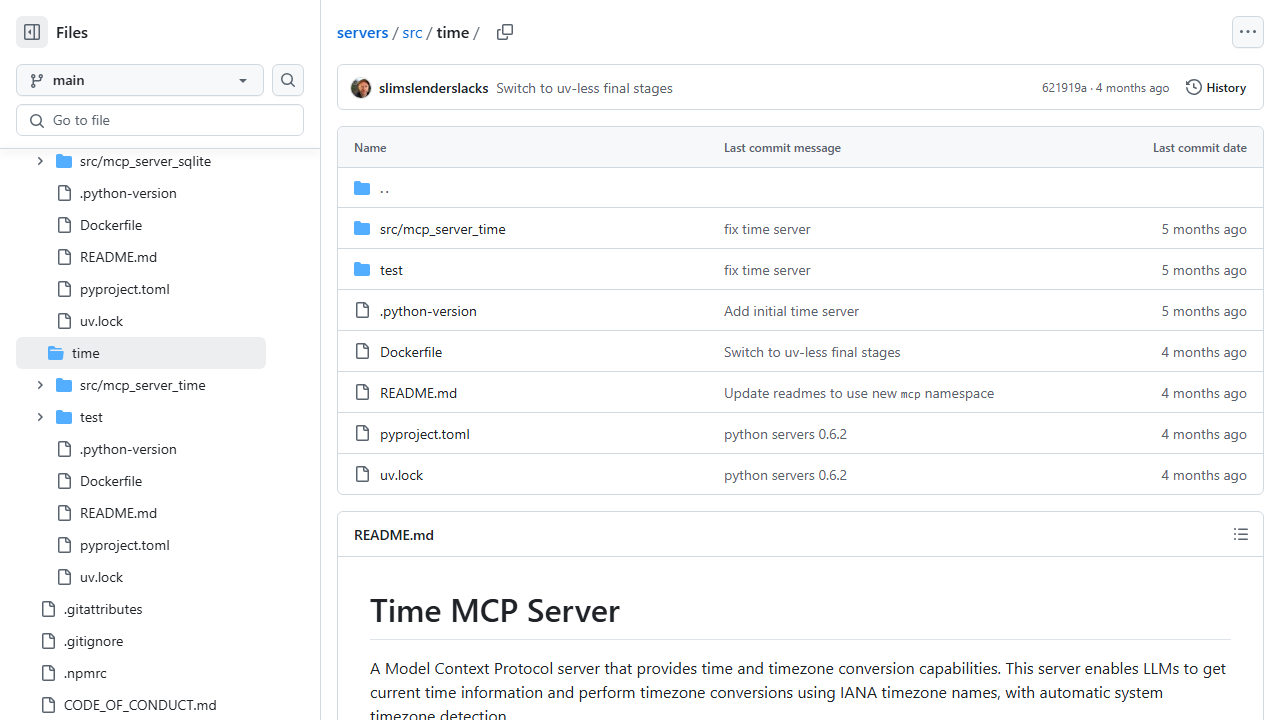 Files
main
Go to file
src/mcp_server_sqlite
.python-version
Dockerfile
README.md
pyproject.toml
uv.lock
time
src/mcp_server_time
test
.python-version
Dockerfile
README.md
pyproject.toml
uv.lock
.gitattributes
.gitignore
.npmrc
CODE_OF_CONDUCT.md
servers / src / time /
slimslenderslacks Switch to uv-less final stages 621919a · 4 months ago History
Name Last commit message Last commit date
..
src/mcp_server_time fix time server 5 months ago
test fix time server 5 months ago
.python-version Add initial time server 5 months ago
Dockerfile Switch to uv-less final stages 4 months ago
README.md Update readmes to use new mcp namespace 4 months ago
pyproject.toml python servers 0.6.2 4 months ago
uv.lock python servers 0.6.2 4 months ago
README.md
Time MCP Server
A Model Context Protocol server that provides time and timezone conversion capabilities. This server enables LLMs to get
current time information and perform timezone conversions using IANA timezone names, with automatic system
timezone detection.